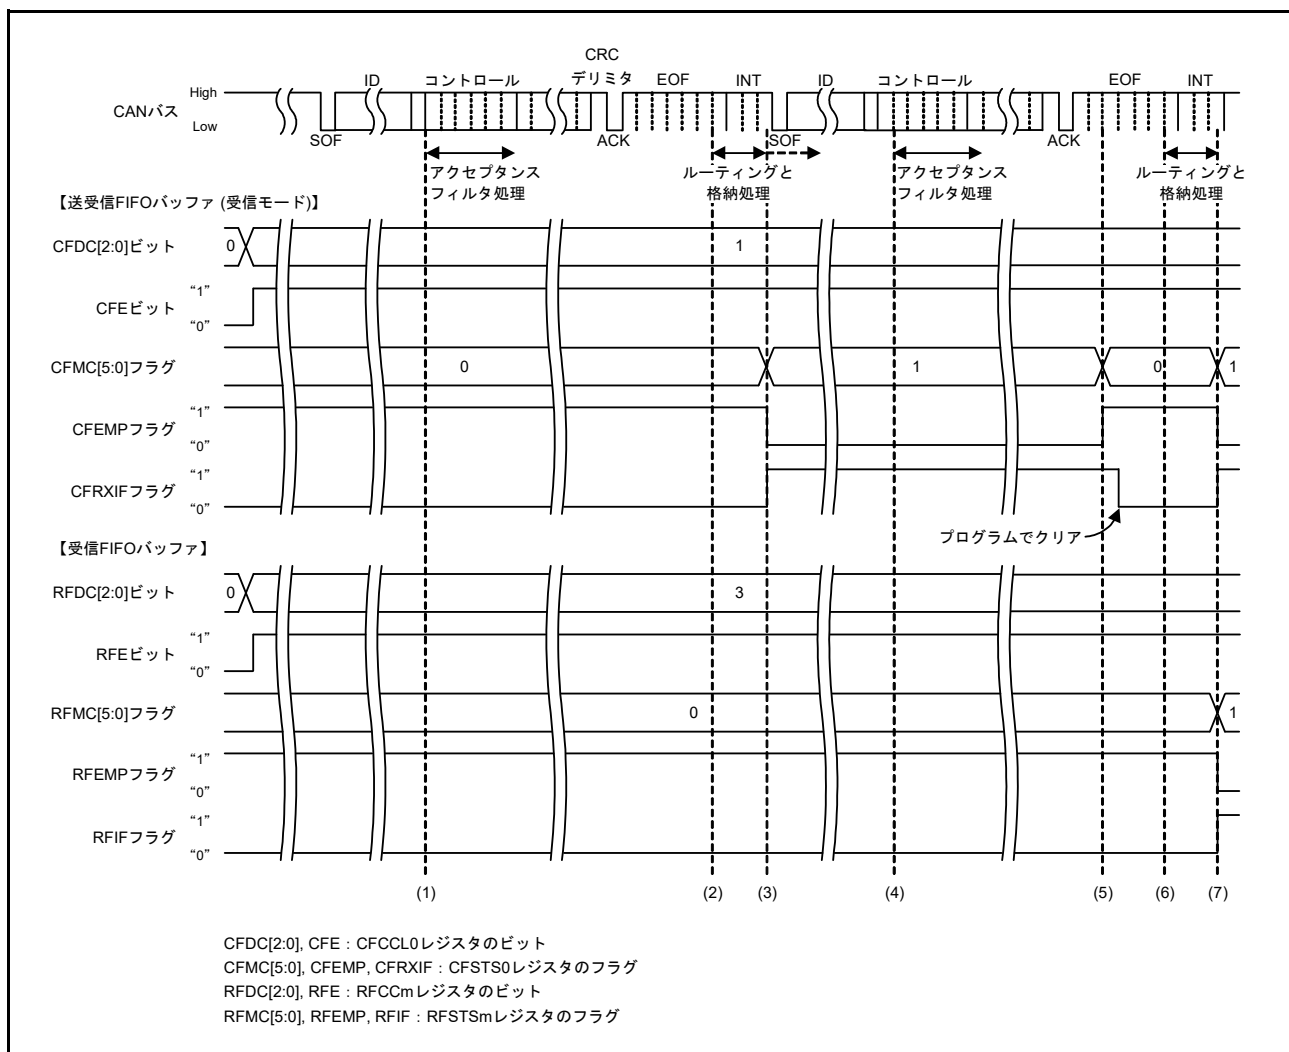 CRC
ID コントロール デリミタ EOF INT ID コントロール EOF INT
High
CANバス
Low
SOF ACK SOF ACK
アクセプタンス
フィルタ処理
ルーティングと
格納処理
アクセプタンス
フィルタ処理
ルーティングと
格納処理
【送受信FIFOバッファ (受信モード)】
CFDC[2:0]ビット 0 1
“1”
CFEビット
“0”
CFMC[5:0]フラグ 0 1 0 1
“1”
CFEMPフラグ
“0”
“1”
CFRXIFフラグ
“0”
プログラムでクリア
【受信FIFOバッファ】
RFDC[2:0]ビット 0 3
“1”
RFEビット
“0”
RFMC[5:0]フラグ 0 1
“1”
RFEMPフラグ
“0”
“1”
RFIFフラグ
“0”
(1) (2) (3) (4) (5) (6) (7)
CFDC[2:0], CFE : CFCCL0レジスタのビット
CFMC[5:0], CFEMP, CFRXIF : CFSTS0レジスタのフラグ
RFDC[2:0], RFE : RFCCmレジスタのビット
RFMC[5:0], RFEMP, RFIF : RFSTSmレジスタのフラグ